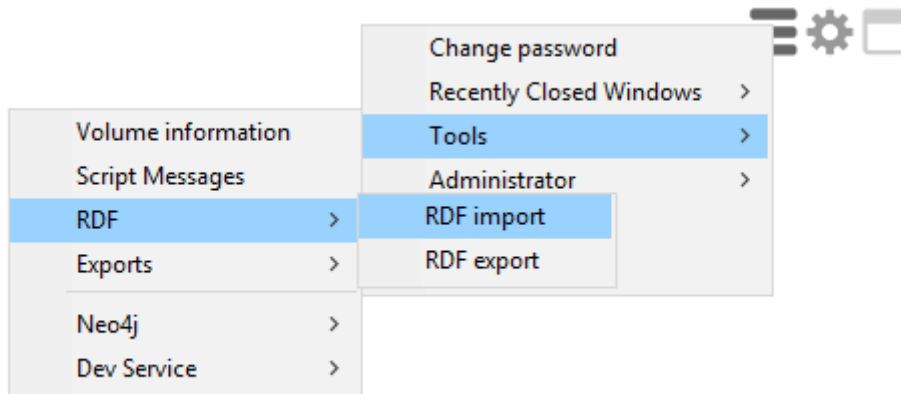 Change password
Recently Closed Windows
Tools
Administrator
Volume information
Script Messages
RDF
Exports
Neo4j
Dev Service
RDF import
RDF export